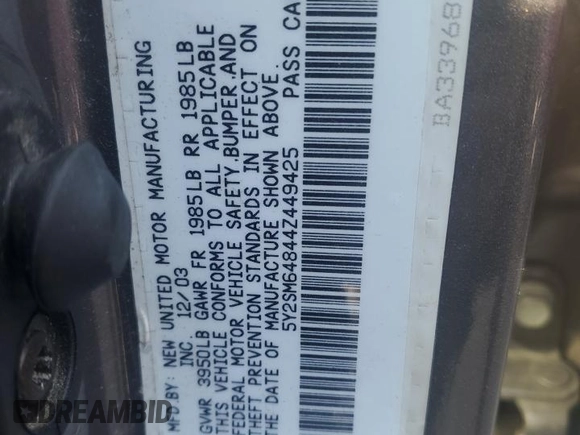 MFD.BY: NEW UNITED MOTOR MANUFACTURING
INC. 12/03
GVWR 3950LB GAWR FR 1985LB RR 1985LB
THIS VEHICLE CONFORMS TO ALL APPLICABLE
FEDERAL MOTOR VEHICLE SAFETY,BUMPER,AND
THEFT PREVENTION STANDARDS IN EFFECT ON
THE DATE OF MANUFACTURE SHOWN ABOVE.
5Y2SM64844Z449425 PASS CA
BA33968
DREAMBID